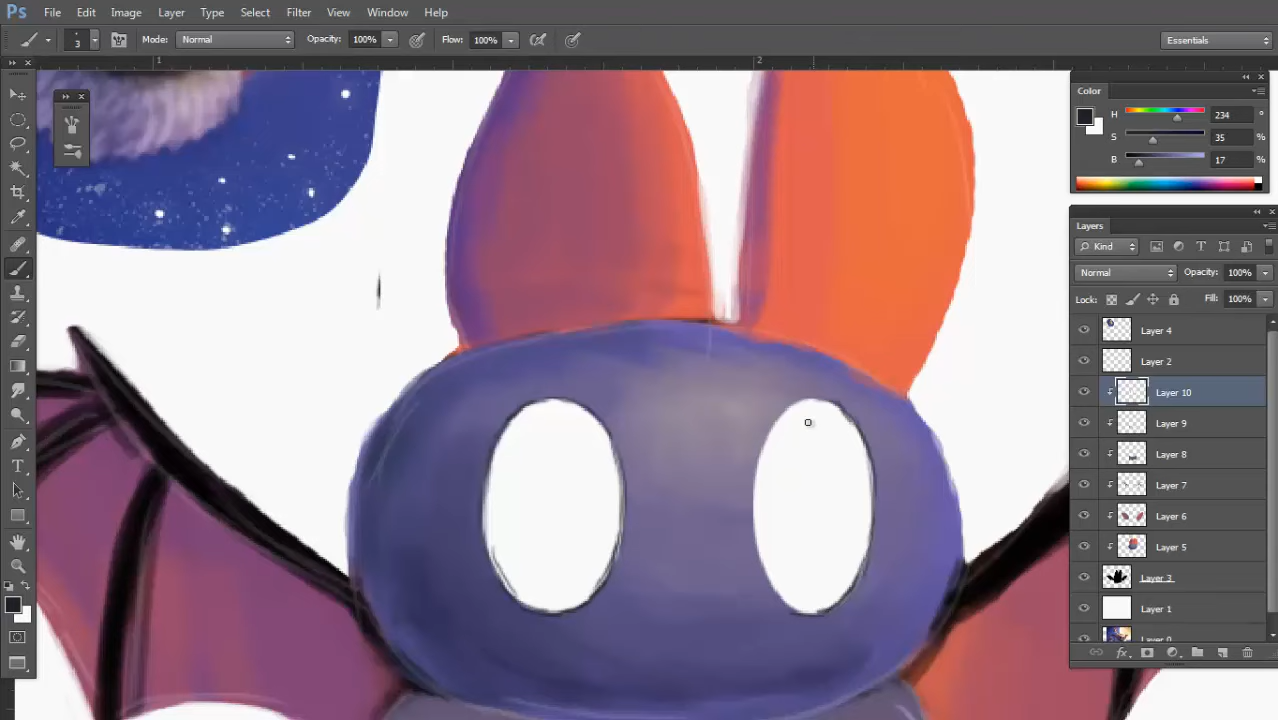 Ps File Edit Image Layer Type Select Filter View Window Help
3 Mode: Normal Opacity: 100% Flow: 100% Essentials
1 2
Color
H 234 °
S 35 %
B 17 %
Layers
Kind
Normal Opacity: 100%
Lock: Fill: 100%
Layer 4
Layer 2
Layer 10
Layer 9
Layer 8
Layer 7
Layer 6
Layer 5
Layer 3
Layer 1
Layer 0